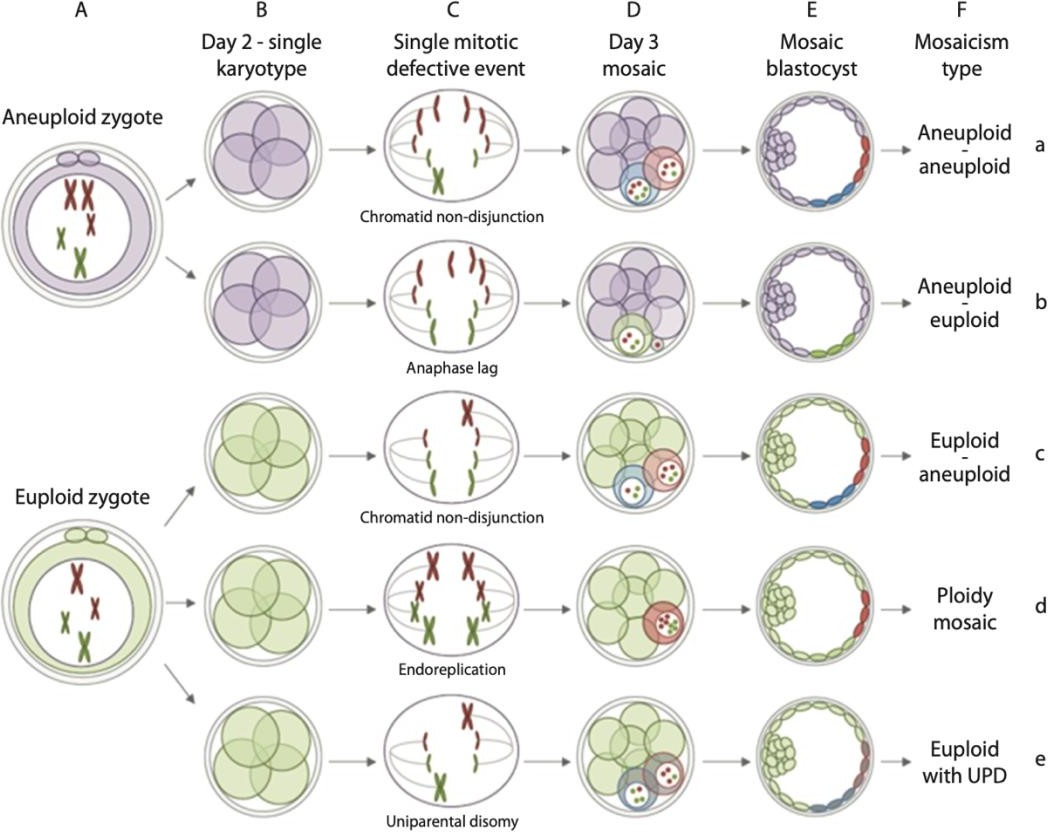 A B C D E F
Day 2 - single
karyotype
Single mitotic
defective event
Day 3
mosaic
Mosaic
blastocyst
Mosaicism
type
Aneuploid zygote
Chromatid non-disjunction
Aneuploid
-
aneuploid
a
Anaphase lag
Aneuploid
-
euploid
b
Euploid zygote
Chromatid non-disjunction
Euploid
-
aneuploid
c
Endoreplication
Ploidy
mosaic
d
Uniparental disomy
Euploid
with UPD
e